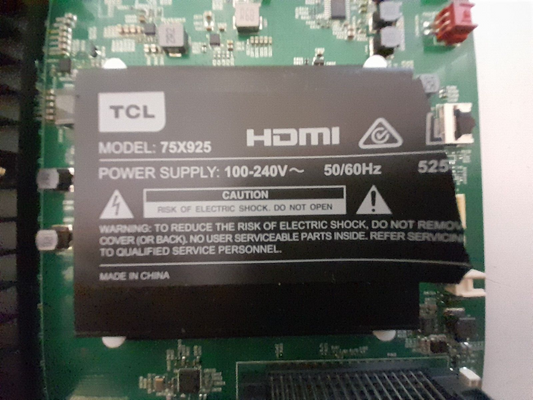 TCL
HDMI
MODEL: 75X925
POWER SUPPLY: 100-240V～ 50/60Hz 525
CAUTION
RISK OF ELECTRIC SHOCK, DO NOT OPEN
WARNING: TO REDUCE THE RISK OF ELECTRIC SHOCK, DO NOT REMOV
COVER (OR BACK). NO USER SERVICEABLE PARTS INSIDE. REFER SERVICING
TO QUALIFIED SERVICE PERSONNEL.
MADE IN CHINA